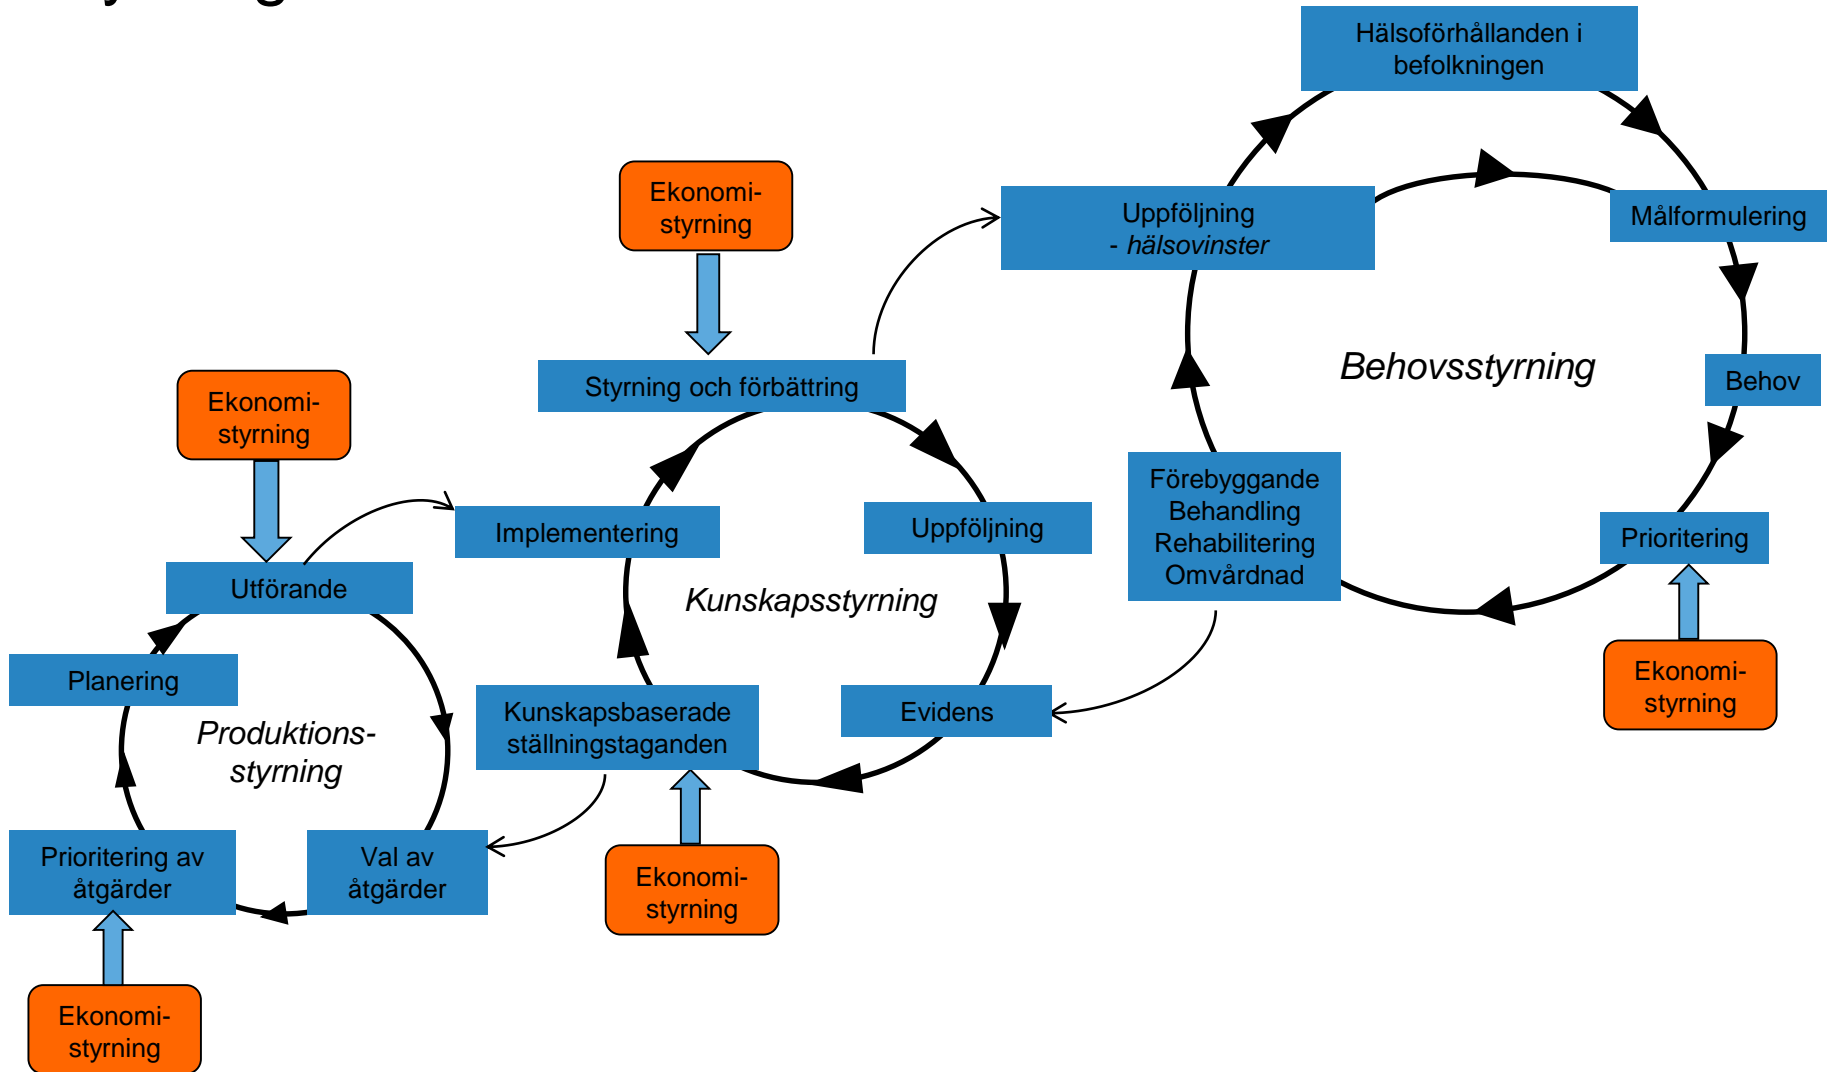 Hälsoförhållanden i
befolkningen
Ekonomi-
styrning
Uppföljning
- hälsovinster
Målformulering
Behovsstyrning
Behov
Styrning och förbättring
Ekonomi-
styrning
Förebyggande
Behandling
Rehabilitering
Omvårdnad
Prioritering
Implementering
Uppföljning
Kunskapsstyrning
Utförande
Planering
Produktions-
styrning
Kunskapsbaserade
ställningstaganden
Evidens
Ekonomi-
styrning
Prioritering av
åtgärder
Val av
åtgärder
Ekonomi-
styrning
Ekonomi-
styrning